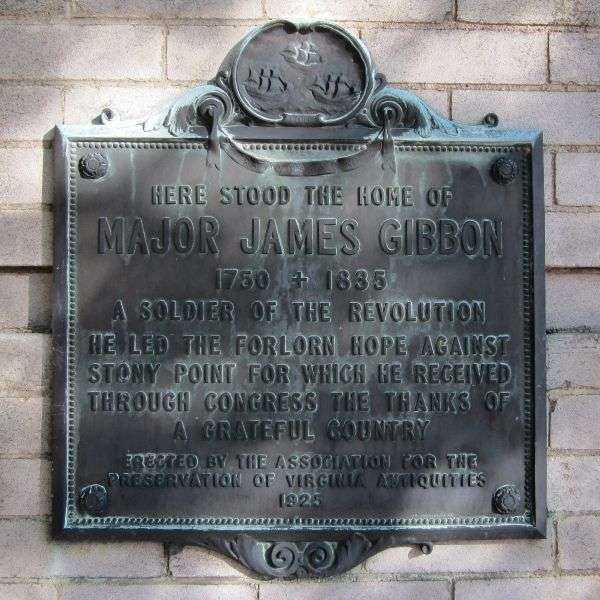 HERE STOOD THE HOME OF
MAJOR JAMES GIBBON
1750 + 1835
A SOLDIER OF THE REVOLUTION
HE LED THE FORLORN HOPE AGAINST
STONY POINT FOR WHICH HE RECEIVED
THROUGH CONGRESS THE THANKS OF
A GRATEFUL COUNTRY
ERECTED BY THE ASSOCIATION FOR THE
PRESERVATION OF VIRGINIA ANTIQUITIES
1925